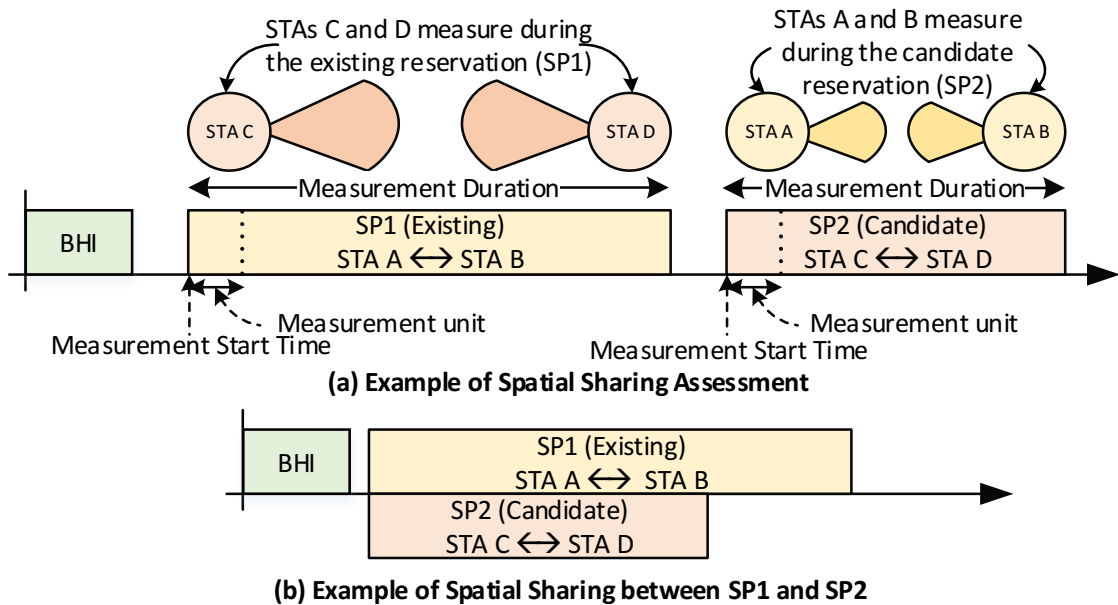 STAs C and D measure during
the existing reservation (SP1)
STAs A and B measure
during the candidate
reservation (SP2)
STA C
STA D
STA A
STA B
Measurement Duration
Measurement Duration
BHI
SP1 (Existing)
STA A ↔ STA B
SP2 (Candidate)
STA C ↔ STA D
Measurement unit
Measurement Start Time
Measurement unit
Measurement Start Time
(a) Example of Spatial Sharing Assessment
BHI
SP1 (Existing)
STA A ↔ STA B
SP2 (Candidate)
STA C ↔ STA D
(b) Example of Spatial Sharing between SP1 and SP2